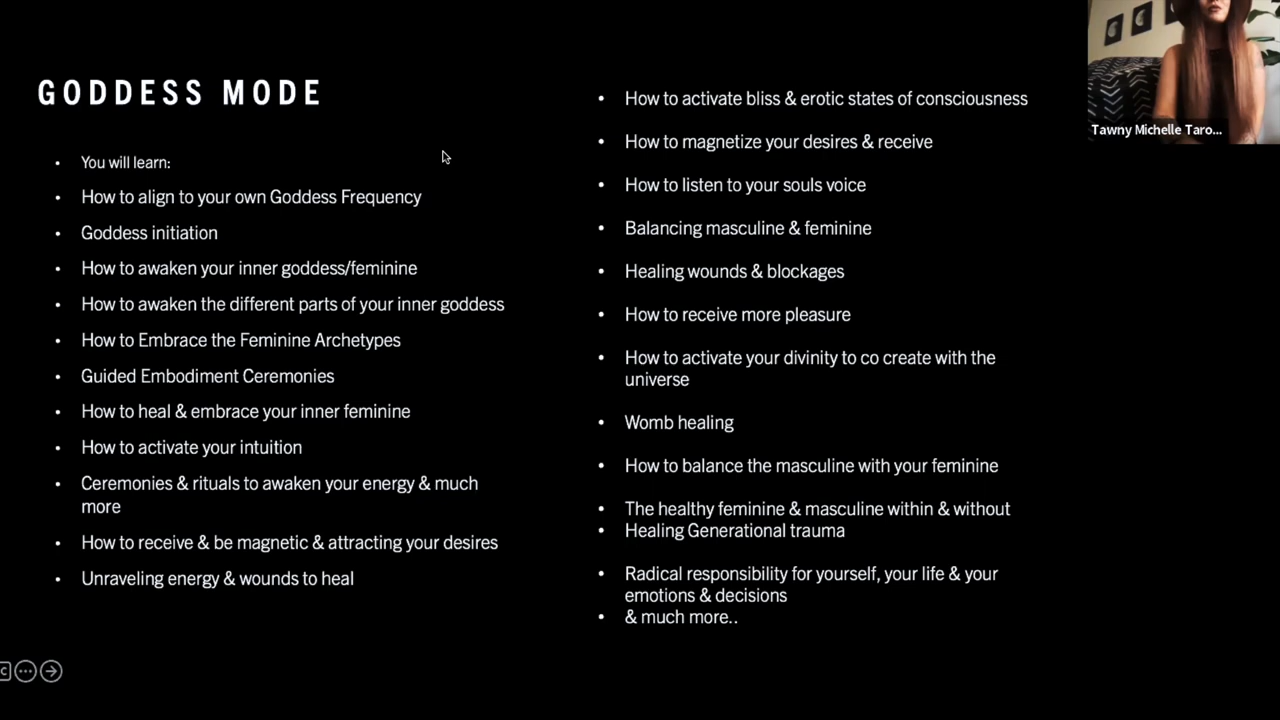 GODDESS MODE
• You will learn:
• How to align to your own Goddess Frequency
• Goddess initiation
• How to awaken your inner goddess/feminine
• How to awaken the different parts of your inner goddess
• How to Embrace the Feminine Archetypes
• Guided Embodiment Ceremonies
• How to heal & embrace your inner feminine
• How to activate your intuition
• Ceremonies & rituals to awaken your energy & much
more
• How to receive & be magnetic & attracting your desires
• Unraveling energy & wounds to heal
• How to activate bliss & erotic states of consciousness
• How to magnetize your desires & receive
• How to listen to your souls voice
• Balancing masculine & feminine
• Healing wounds & blockages
• How to receive more pleasure
• How to activate your divinity to co create with the
universe
• Womb healing
• How to balance the masculine with your feminine
• The healthy feminine & masculine within & without
• Healing Generational trauma
• Radical responsibility for yourself, your life & your
emotions & decisions
• & much more..
Tawny Michelle Taro...